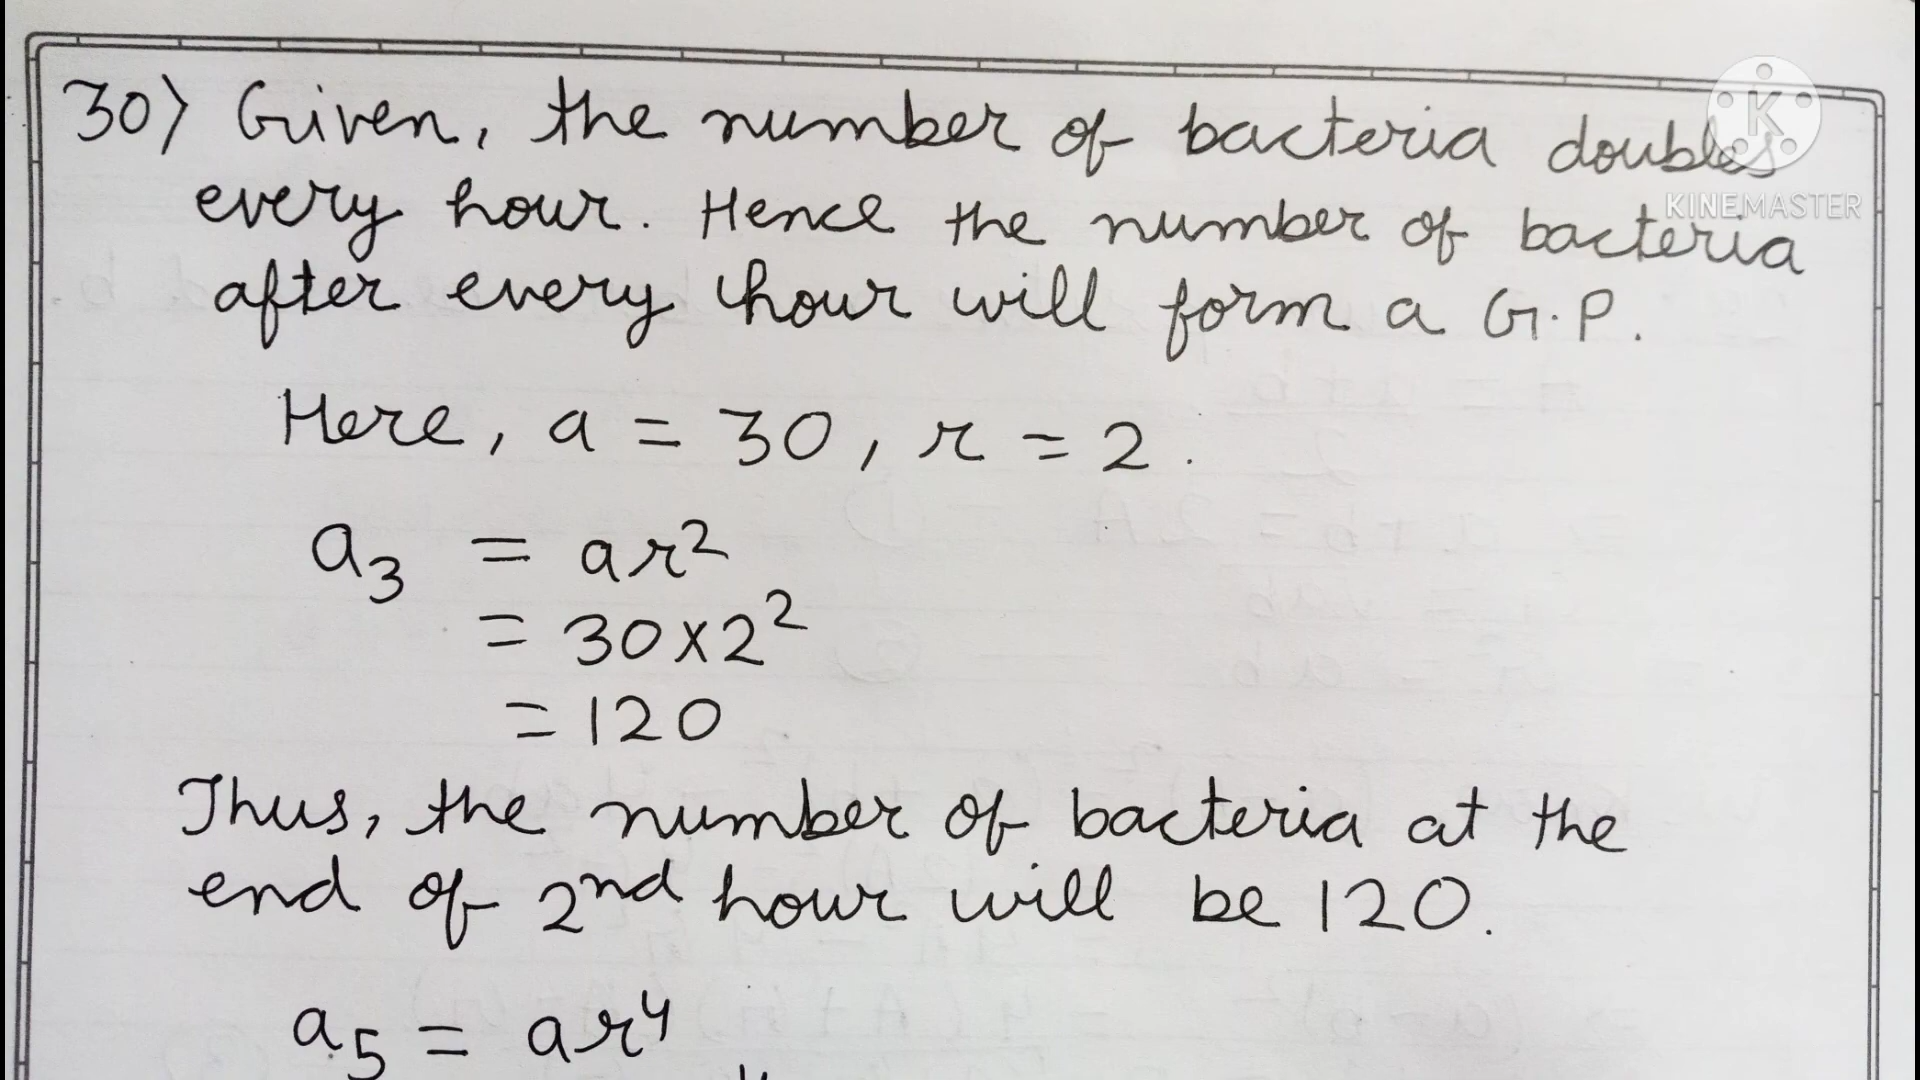 30) Given, the number of bacteria doubles
every hour. Hence the number of bacteria
after every hour will form a G.P.
Here, a = 30, r = 2.
a₃ = ar²
= 30×2²
= 120
Thus, the number of bacteria at the
end of 2nd hour will be 120.
a₅ = ar⁴
K
KINEMASTER